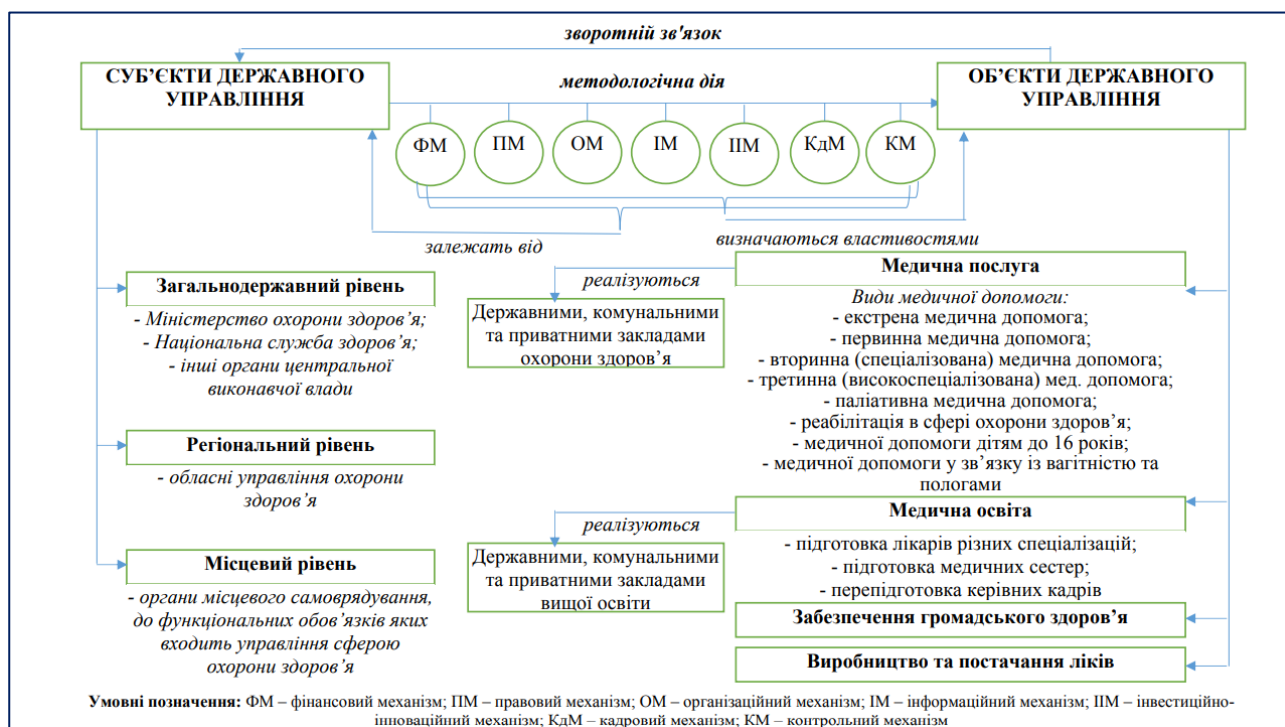 зворотній зв'язок
СУБ’ЄКТИ ДЕРЖАВНОГО
УПРАВЛІННЯ
методологічна дія
ОБ’ЄКТИ ДЕРЖАВНОГО
УПРАВЛІННЯ
ФМ
ПМ
ОМ
ІМ
ІІМ
КдМ
КМ
залежать від
визначаються властивостями
Загальнодержавний рівень
- Міністерство охорони здоров’я;
- Національна служба здоров’я;
- інші органи центральної
виконавчої влади
Регіональний рівень
- обласні управління охорони
здоров’я
Місцевий рівень
- органи місцевого самоврядування,
до функціональних обов’язків яких
входить управління сферою
охорони здоров’я
реалізуються
Державними, комунальними
та приватними закладами
охорони здоров’я
Медична послуга
Види медичної допомоги:
- екстрена медична допомога;
- первинна медична допомога;
- вторинна (спеціалізована) медична допомога;
- третинна (високоспеціалізована) мед. допомога;
- паліативна медична допомога;
- реабілітація в сфері охорони здоров’я;
- медичної допомоги дітям до 16 років;
- медичної допомоги у зв’язку із вагітністю та
пологами
реалізуються
Державними, комунальними
та приватними закладами
вищої освіти
Медична освіта
- підготовка лікарів різних спеціалізацій;
- підготовка медичних сестер;
- перепідготовка керівних кадрів
Забезпечення громадського здоров’я
Виробництво та постачання ліків
Умовні позначення: ФМ – фінансовий механізм; ПМ – правовий механізм; ОМ – організаційний механізм; ІМ – інформаційний механізм; ІІМ – інвестиційно-
інноваційний механізм; КдМ – кадровий механізм; КМ – контрольний механізм